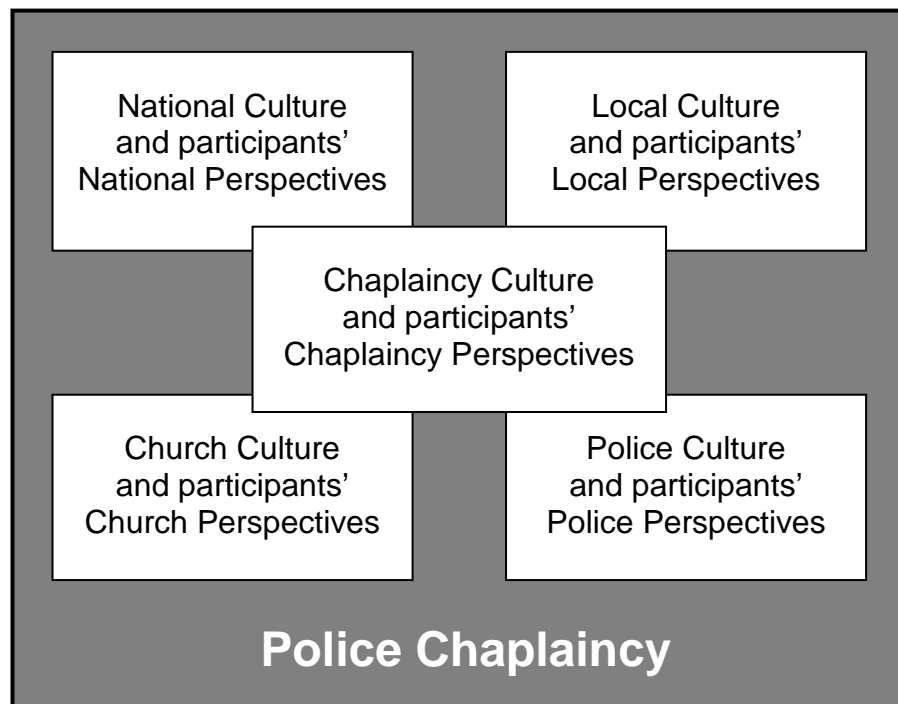 National Culture
and participants’
National Perspectives
Local Culture
and participants’
Local Perspectives
Chaplaincy Culture
and participants’
Chaplaincy Perspectives
Church Culture
and participants’
Church Perspectives
Police Culture
and participants’
Police Perspectives
Police Chaplaincy